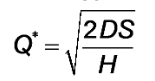 Q* = √(2DS/H)